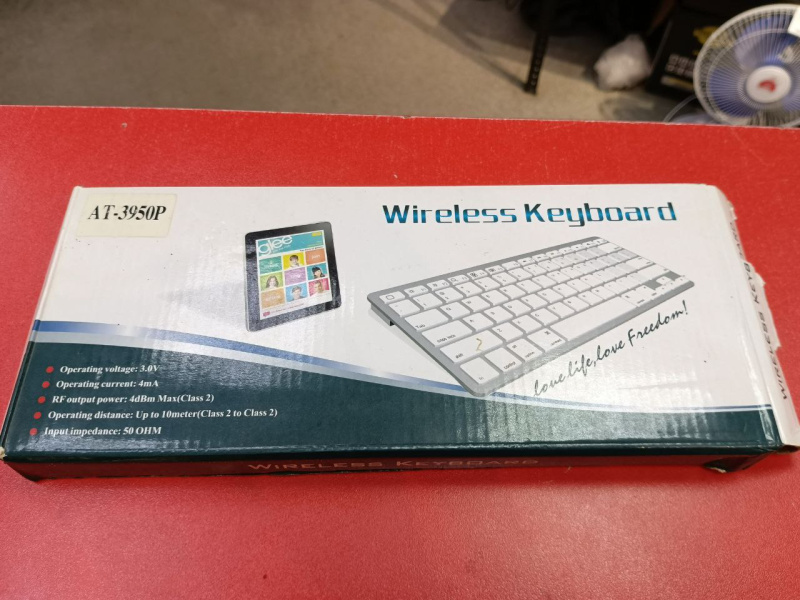 AT-3950P
Wireless Keyboard
glee
love life, love Freedom!
Operating voltage: 3.0V
Operating current: 4mA
RF output power: 4dBm Max(Class 2)
Operating distance: Up to 10meter(Class 2 to Class 2)
Input impedance: 50 OHM
WIRELESS KEYBOARD
WIRELESS KEYB